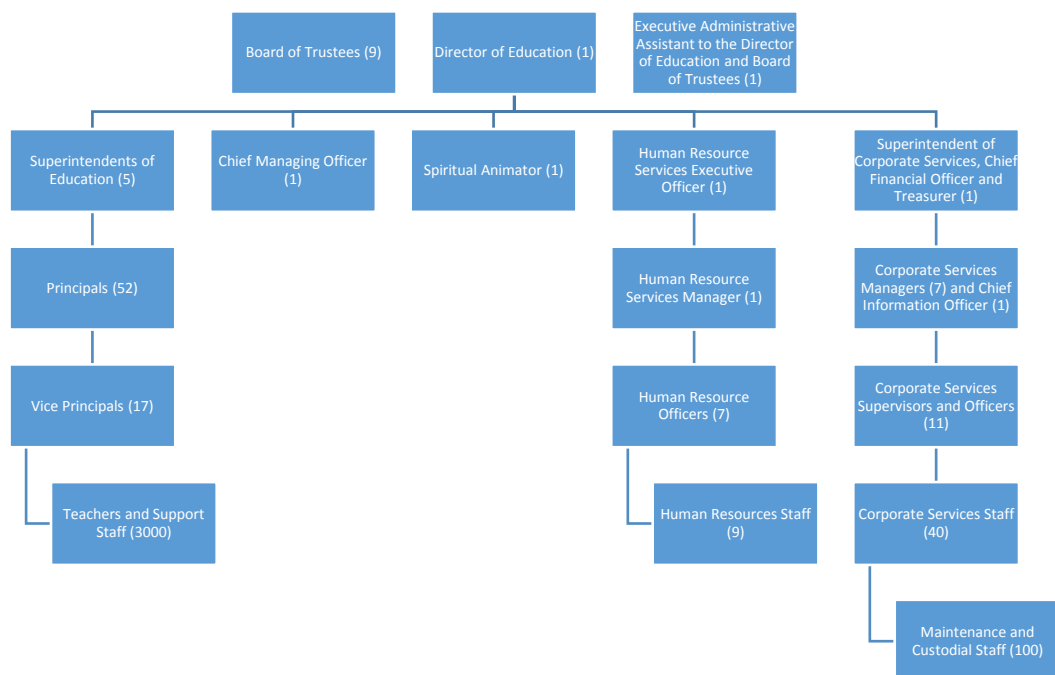 Board of Trustees (9)
Director of Education (1)
Executive Administrative
Assistant to the Director
of Education and Board
of Trustees (1)
Superintendents of
Education (5)
Chief Managing Officer
(1)
Spiritual Animator (1)
Human Resource
Services Executive
Officer (1)
Superintendent of
Corporate Services, Chief
Financial Officer and
Treasurer (1)
Principals (52)
Human Resource
Services Manager (1)
Corporate Services
Managers (7) and Chief
Information Officer (1)
Vice Principals (17)
Human Resource
Officers (7)
Corporate Services
Supervisors and Officers
(11)
Teachers and Support
Staff (3000)
Human Resources Staff
(9)
Corporate Services Staff
(40)
Maintenance and
Custodial Staff (100)